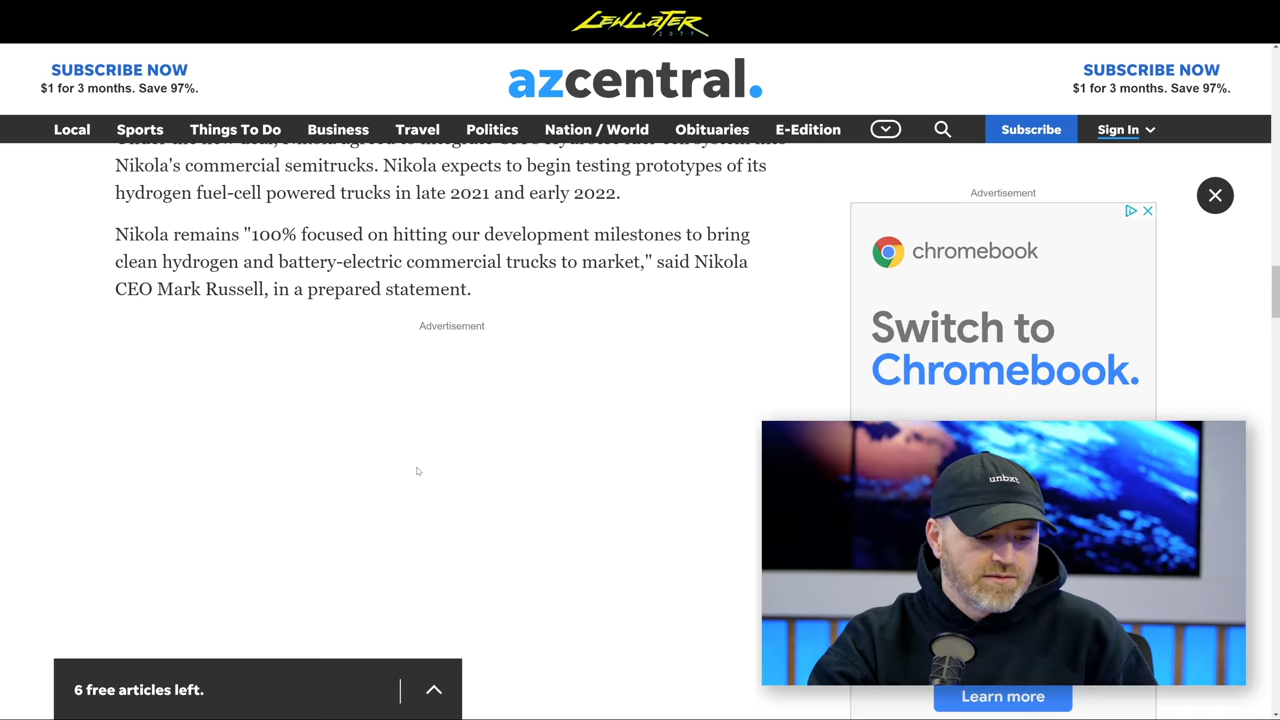 LEWLATER
2077
SUBSCRIBE NOW
$1 for 3 months. Save 97%.
azcentral.
SUBSCRIBE NOW
$1 for 3 months. Save 97%.
Local Sports Things To Do Business Travel Politics Nation / World Obituaries E-Edition Subscribe Sign In
Nikola's commercial semitrucks. Nikola expects to begin testing prototypes of its
hydrogen fuel-cell powered trucks in late 2021 and early 2022.
Nikola remains "100% focused on hitting our development milestones to bring
clean hydrogen and battery-electric commercial trucks to market," said Nikola
CEO Mark Russell, in a prepared statement.
Advertisement
Advertisement
chromebook
Switch to
Chromebook.
unbxt
Learn more
6 free articles left.